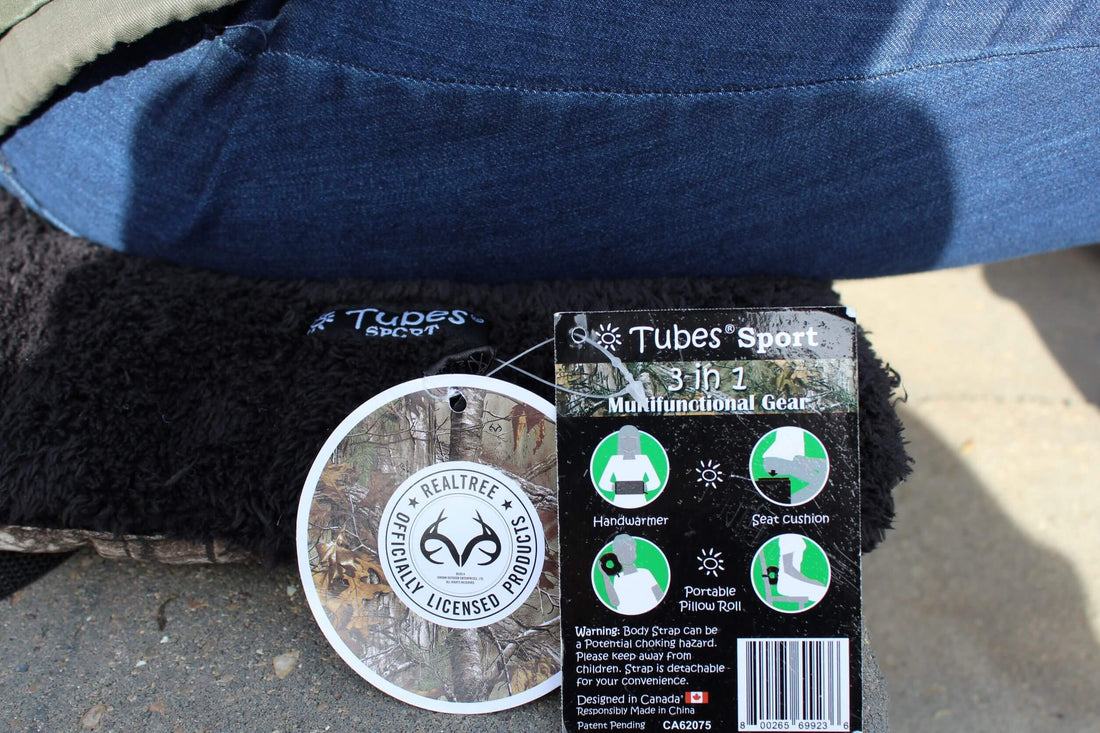 Tubes®
SPORT
Tubes® Sport
3 in 1
Multifunctional Gear
Handwarmer
Seat Cushion
Portable
Pillow Roll
Warning: Body Strap can be
a Potential choking hazard.
Please keep away from
children. Strap is detachable
for your convenience.
Designed in Canada
Responsibly Made in China
Patent Pending CA62075
8 00265 69923 6
REALTREE
OFFICIALLY LICENSED PRODUCTS